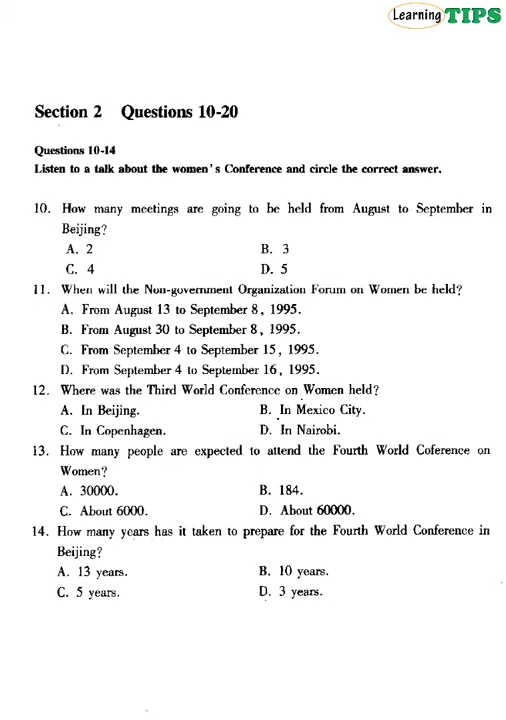 Learning TIPS
Section 2 Questions 10-20
Questions 10-14
Listen to a talk about the women's Conference and circle the correct answer.
10. How many meetings are going to be held from August to September in
Beijing?
A. 2 B. 3
C. 4 D. 5
11. When will the Non-government Organization Forum on Women be held?
A. From August 13 to September 8, 1995.
B. From August 30 to September 8, 1995.
C. From September 4 to September 15, 1995.
D. From September 4 to September 16, 1995.
12. Where was the Third World Conference on Women held?
A. In Beijing. B. In Mexico City.
C. In Copenhagen. D. In Nairobi.
13. How many people are expected to attend the Fourth World Coference on
Women?
A. 30000. B. 184.
C. About 6000. D. About 60000.
14. How many years has it taken to prepare for the Fourth World Conference in
Beijing?
A. 13 years. B. 10 years.
C. 5 years. D. 3 years.